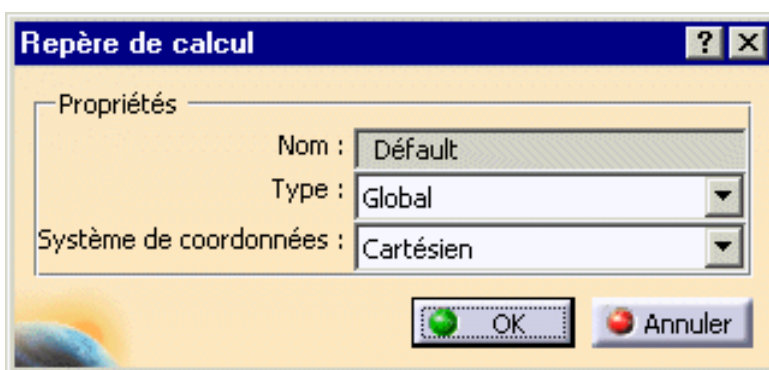 Repère de calcul ? X
Propriétés
Nom : Défault
Type : Global
Système de coordonnées : Cartésien
OK Annuler